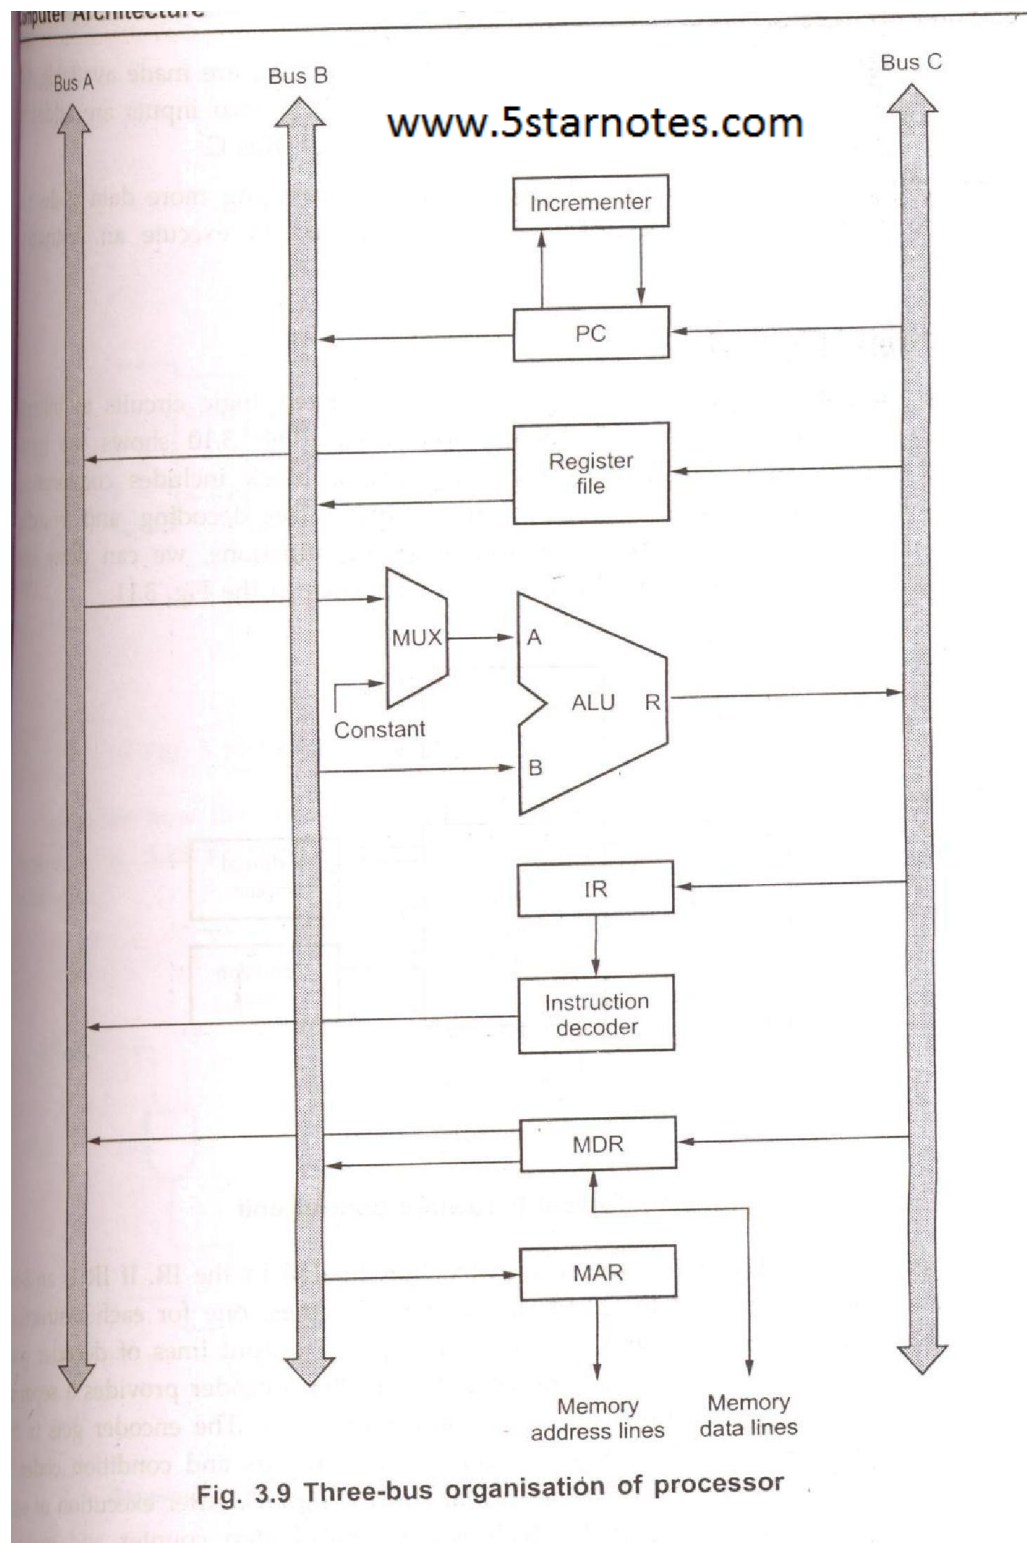 Computer Architecture
Bus A
Bus B
Bus C
www.5starnotes.com
Incrementer
PC
Register
file
MUX
A
ALU
R
Constant
B
IR
Instruction
decoder
MDR
MAR
Memory
address lines
Memory
data lines
Fig. 3.9 Three-bus organisation of processor